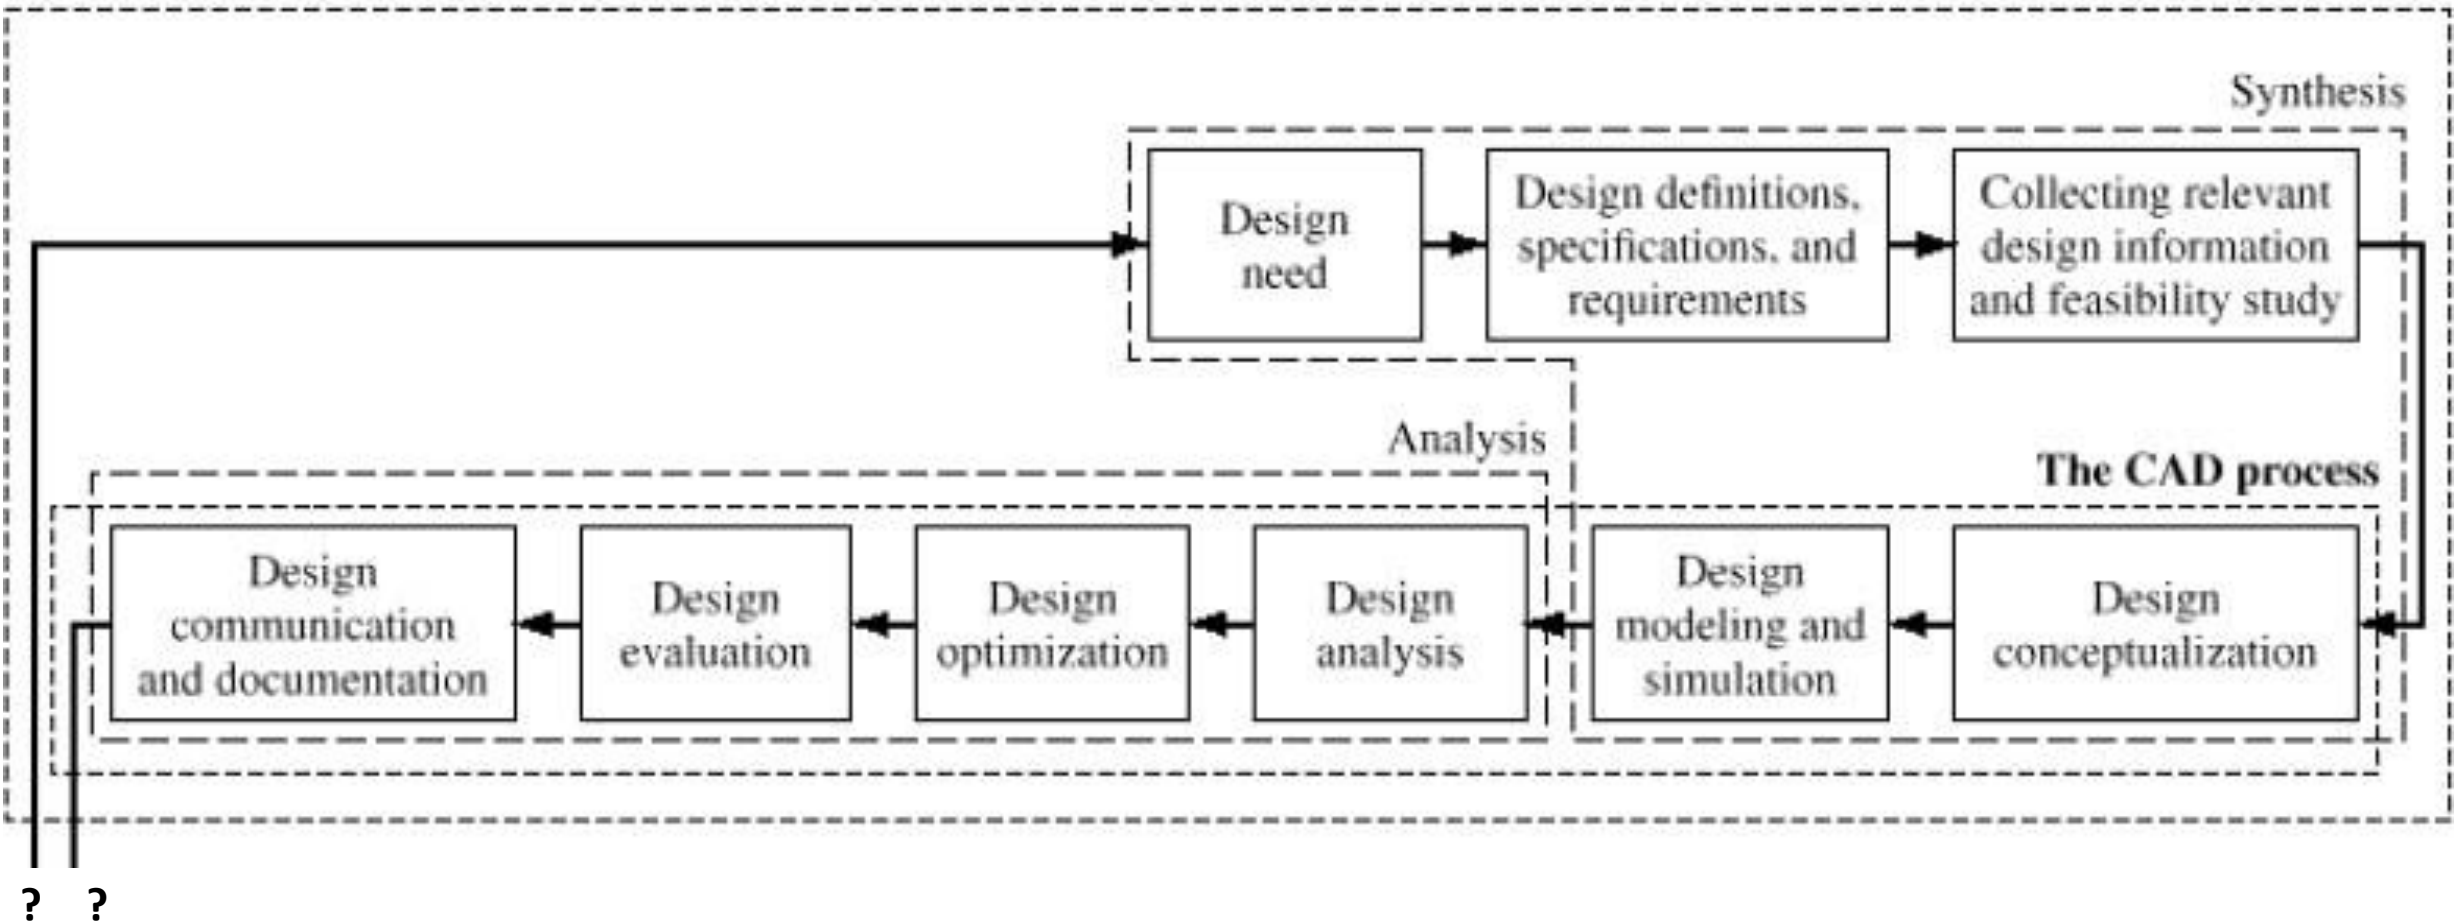 Synthesis
Design
need
Design definitions,
specifications, and
requirements
Collecting relevant
design information
and feasibility study
Analysis
The CAD process
Design
communication
and documentation
Design
evaluation
Design
optimization
Design
analysis
Design
modeling and
simulation
Design
conceptualization
? ?